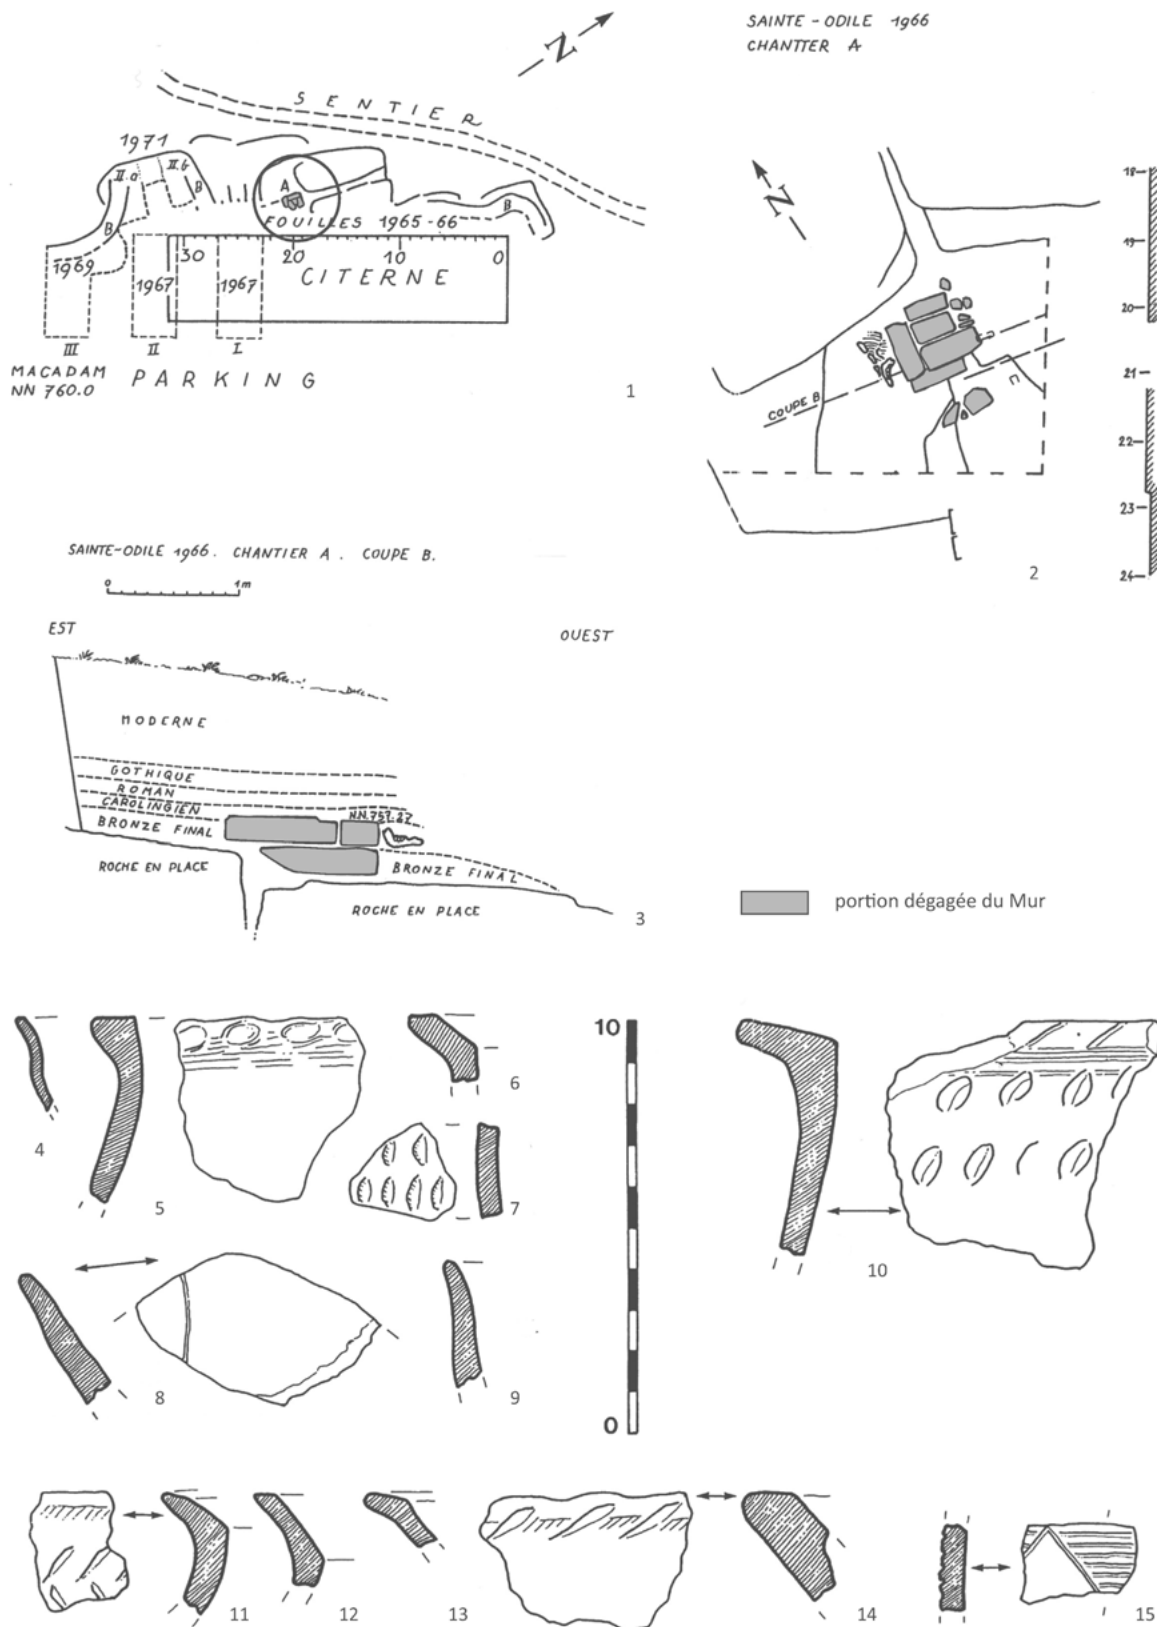 SAINTE - ODILE 1966
CHANTTER A
N
SENTIER
1971
II.a
II.b
B
A
B
B
FOUILLES 1965-66
1969
1967
1967
30
20
10
0
CITERNE
III
II
I
MACADAM
NN 760.0
PARKING
1
N
18
19
20
21
22
23
24
COUPE B
2
SAINTE-ODILE 1966. CHANTIER A. COUPE B.
0
1m
EST
OUEST
MODERNE
GOTHIQUE
ROMAN
CAROLINGIEN
N.N.757.27
BRONZE FINAL
ROCHE EN PLACE
BRONZE FINAL
ROCHE EN PLACE
3
portion dégagée du Mur
10
0
4
5
6
7
8
9
10
11
12
13
14
15